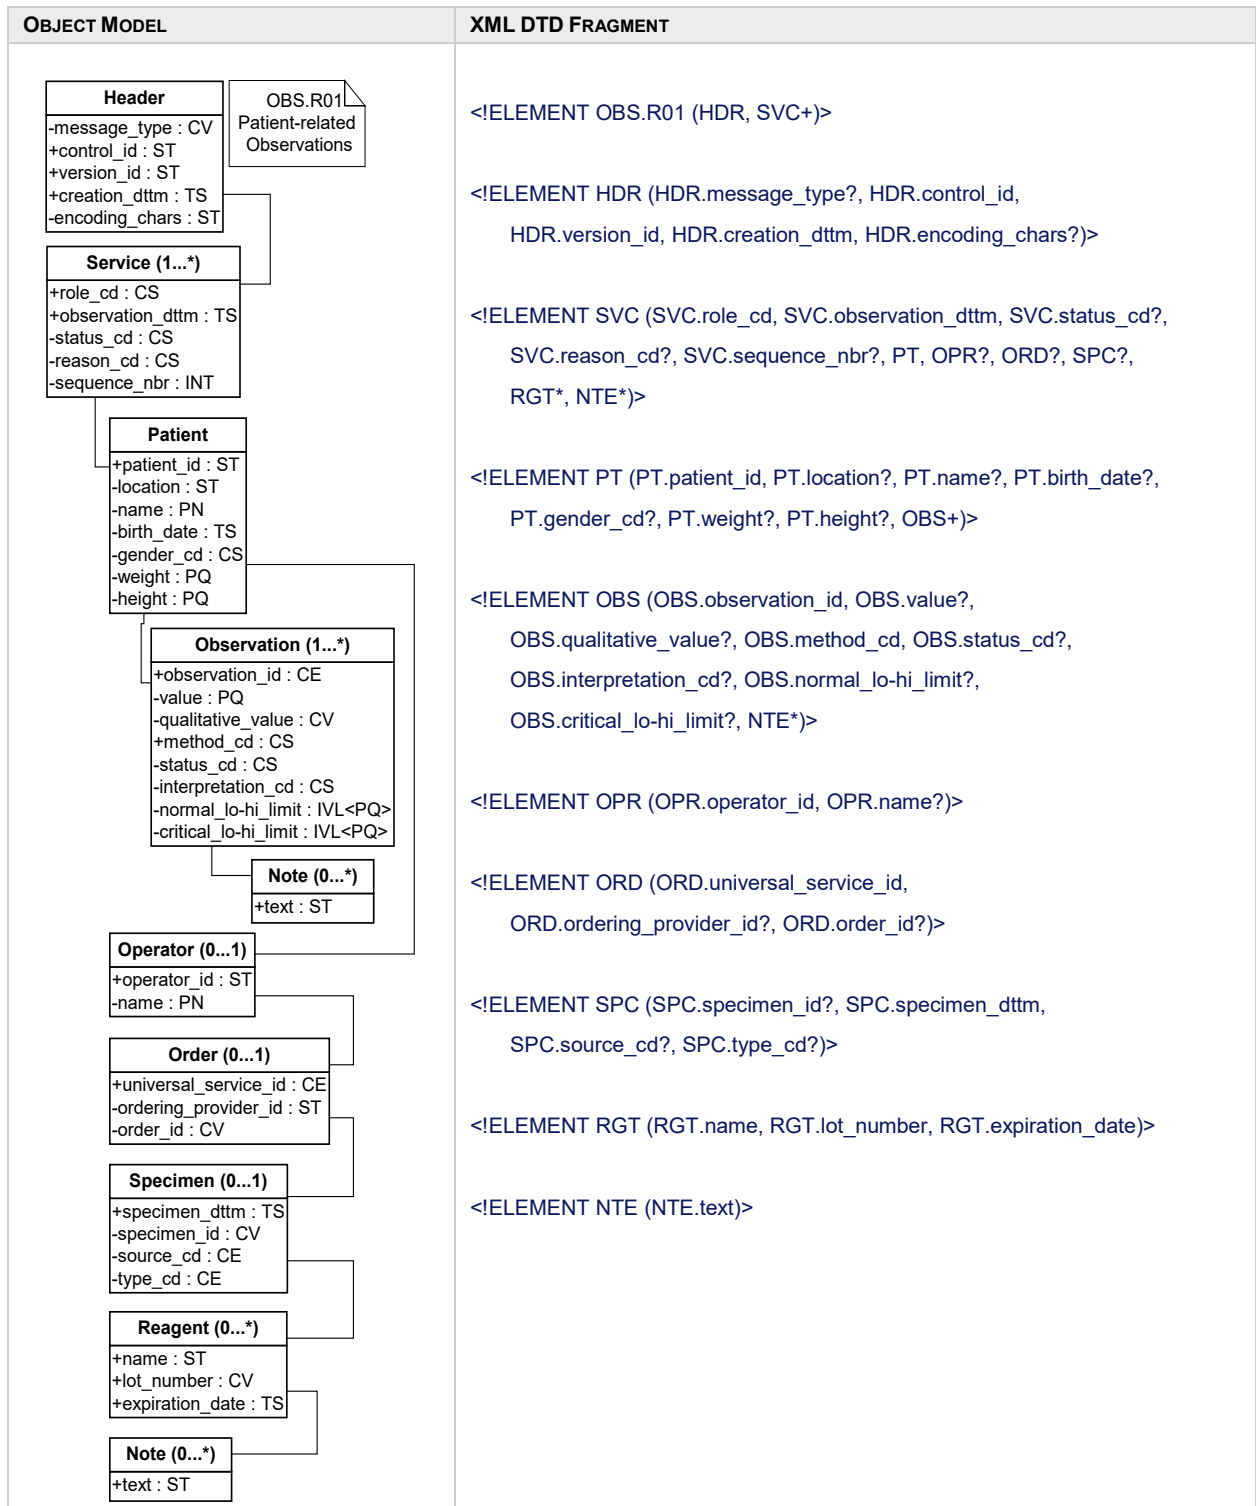 OBJECT MODEL
XML DTD FRAGMENT
Header
-message_type : CV
+control_id : ST
+version_id : ST
+creation_dttm : TS
-encoding_chars : ST
OBS.R01
Patient-related
Observations
Service (1...*)
+role_cd : CS
+observation_dttm : TS
-status_cd : CS
-reason_cd : CS
-sequence_nbr : INT
Patient
+patient_id : ST
-location : ST
-name : PN
-birth_date : TS
-gender_cd : CS
-weight : PQ
-height : PQ
Observation (1...*)
+observation_id : CE
-value : PQ
-qualitative_value : CV
+method_cd : CS
-status_cd : CS
-interpretation_cd : CS
-normal_lo-hi_limit : IVL<PQ>
-critical_lo-hi_limit : IVL<PQ>
Note (0...*)
+text : ST
Operator (0...1)
+operator_id : ST
-name : PN
Order (0...1)
+universal_service_id : CE
-ordering_provider_id : ST
-order_id : CV
Specimen (0...1)
+specimen_dttm : TS
-specimen_id : CV
-source_cd : CE
-type_cd : CE
Reagent (0...*)
+name : ST
+lot_number : CV
+expiration_date : TS
Note (0...*)
+text : ST
<!ELEMENT OBS.R01 (HDR, SVC+)>
<!ELEMENT HDR (HDR.message_type?, HDR.control_id,
HDR.version_id, HDR.creation_dttm, HDR.encoding_chars?)>
<!ELEMENT SVC (SVC.role_cd, SVC.observation_dttm, SVC.status_cd?,
SVC.reason_cd?, SVC.sequence_nbr?, PT, OPR?, ORD?, SPC?,
RGT*, NTE*)>
<!ELEMENT PT (PT.patient_id, PT.location?, PT.name?, PT.birth_date?,
PT.gender_cd?, PT.weight?, PT.height?, OBS+)>
<!ELEMENT OBS (OBS.observation_id, OBS.value?,
OBS.qualitative_value?, OBS.method_cd, OBS.status_cd?,
OBS.interpretation_cd?, OBS.normal_lo-hi_limit?,
OBS.critical_lo-hi_limit?, NTE*)>
<!ELEMENT OPR (OPR.operator_id, OPR.name?)>
<!ELEMENT ORD (ORD.universal_service_id,
ORD.ordering_provider_id?, ORD.order_id?)>
<!ELEMENT SPC (SPC.specimen_id?, SPC.specimen_dttm,
SPC.source_cd?, SPC.type_cd?)>
<!ELEMENT RGT (RGT.name, RGT.lot_number, RGT.expiration_date)>
<!ELEMENT NTE (NTE.text)>